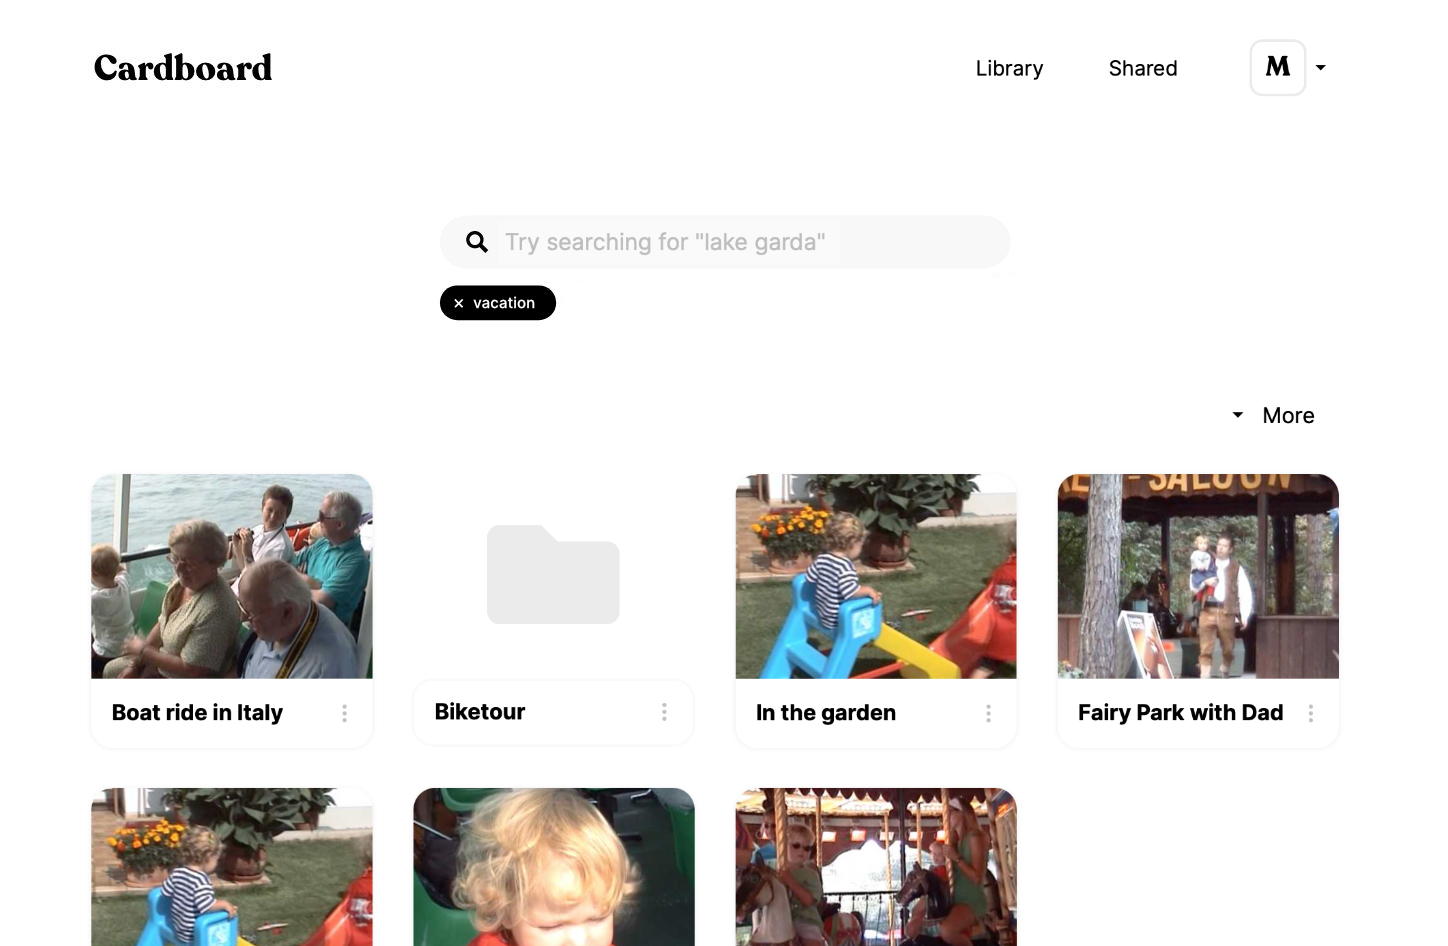 Cardboard
Library
Shared
M
Try searching for "lake garda"
× vacation
More
SALOON
Boat ride in Italy
Biketour
In the garden
Fairy Park with Dad